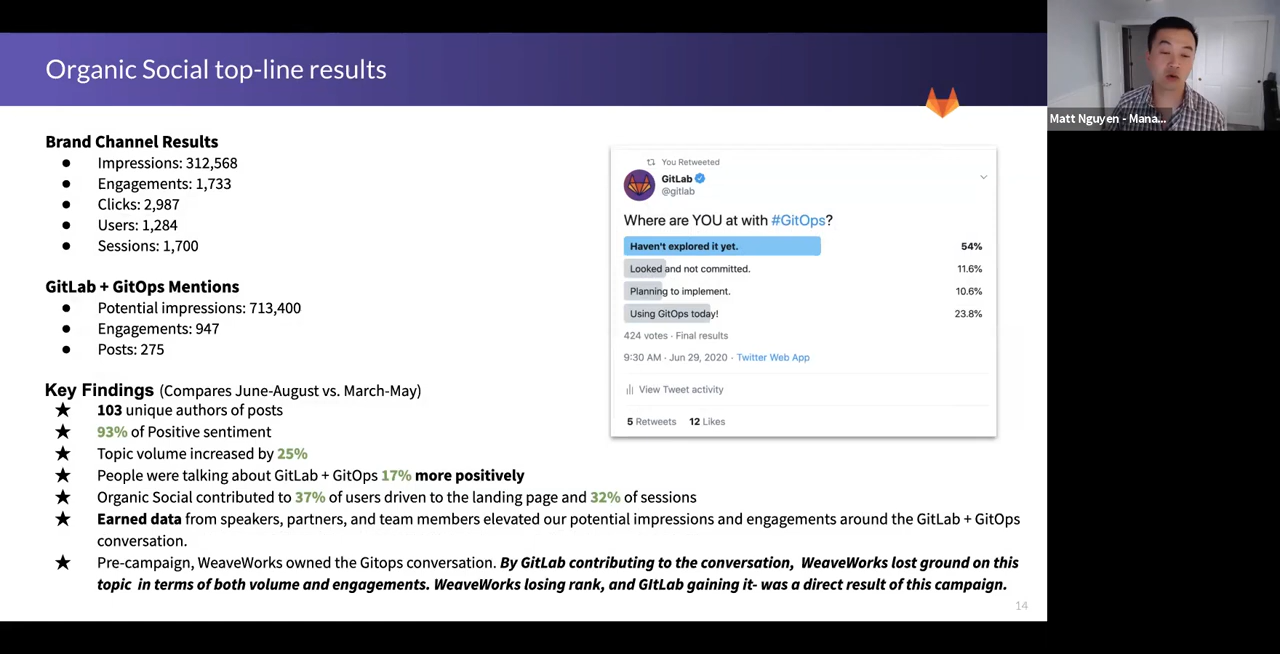 Organic Social top-line results
Matt Nguyen - Mana...
Brand Channel Results
● Impressions: 312,568
● Engagements: 1,733
● Clicks: 2,987
● Users: 1,284
● Sessions: 1,700
GitLab + GitOps Mentions
● Potential impressions: 713,400
● Engagements: 947
● Posts: 275
You Retweeted
GitLab
@gitlab
Where are YOU at with #GitOps?
Haven't explored it yet. 54%
Looked and not committed. 11.6%
Planning to implement. 10.6%
Using GitOps today! 23.8%
424 votes · Final results
9:30 AM · Jun 29, 2020 · Twitter Web App
View Tweet activity
5 Retweets 12 Likes
Key Findings (Compares June-August vs. March-May)
★ 103 unique authors of posts
★ 93% of Positive sentiment
★ Topic volume increased by 25%
★ People were talking about GitLab + GitOps 17% more positively
★ Organic Social contributed to 37% of users driven to the landing page and 32% of sessions
★ Earned data from speakers, partners, and team members elevated our potential impressions and engagements around the GitLab + GitOps
conversation.
★ Pre-campaign, WeaveWorks owned the Gitops conversation. By GitLab contributing to the conversation, WeaveWorks lost ground on this
topic in terms of both volume and engagements. WeaveWorks losing rank, and GItLab gaining it- was a direct result of this campaign.
14